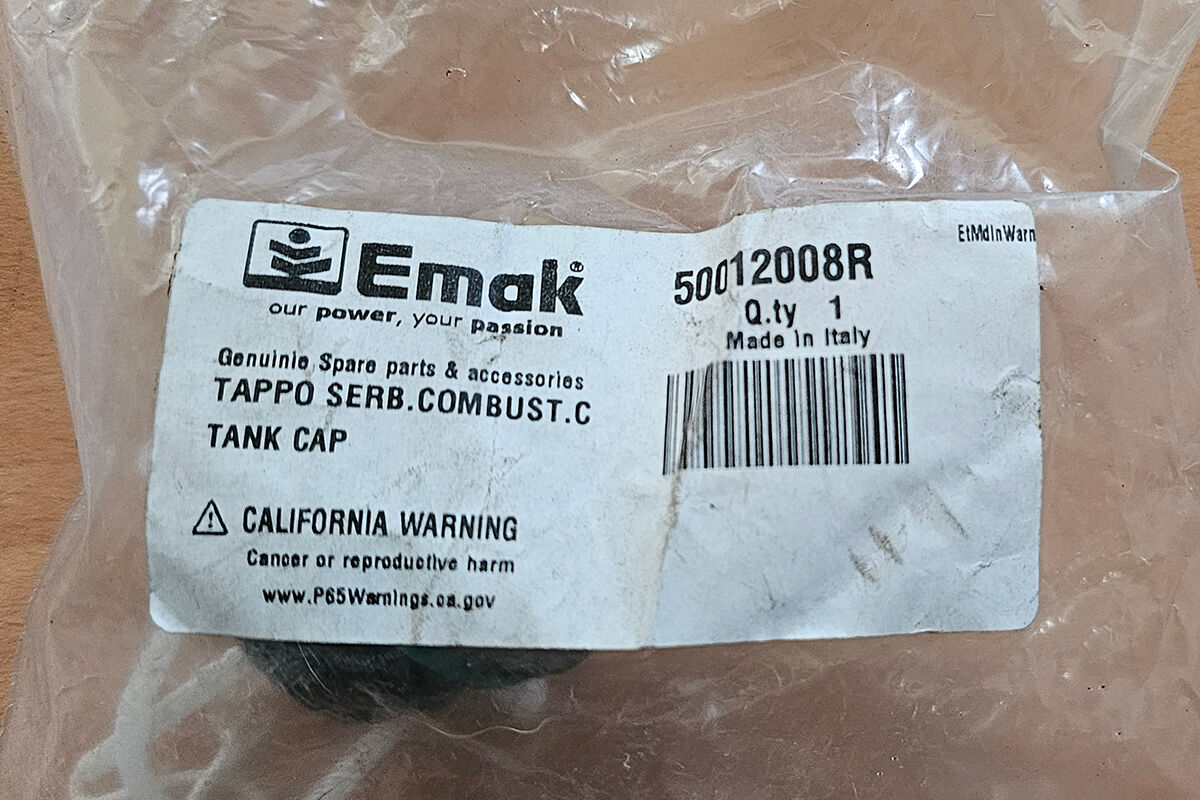 Emak®
our power, your passion
Genuinie Spare parts & accessories
TAPPO SERB.COMBUST.C
TANK CAP
⚠ CALIFORNIA WARNING
Cancer or reproductive harm
www.P65Warnings.ca.gov
EtMdInWarn
50012008R
Q.ty 1
Made in Italy